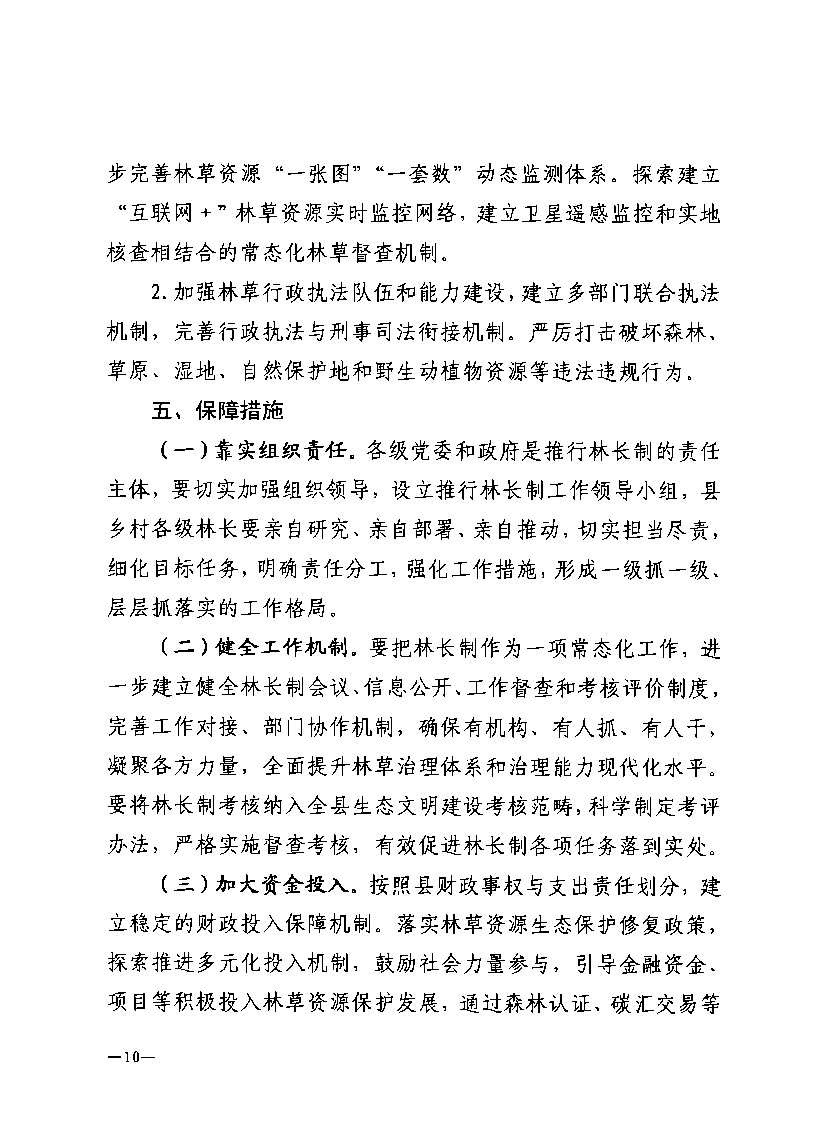 步完善林草资源“一张图”“一套数”动态监测体系。探索建立
“互联网+”林草资源实时监控网络，建立卫星遥感监控和实地
核查相结合的常态化林草督查机制。
2.加强林草行政执法队伍和能力建设，建立多部门联合执法
机制，完善行政执法与刑事司法衔接机制。严厉打击破坏森林、
草原、湿地、自然保护地和野生动植物资源等违法违规行为。
五、保障措施
（一）靠实组织责任。各级党委和政府是推行林长制的责任
主体，要切实加强组织领导，设立推行林长制工作领导小组，县
乡村各级林长要亲自研究、亲自部署、亲自推动，切实担当尽责，
细化目标任务，明确责任分工，强化工作措施，形成一级抓一级、
层层抓落实的工作格局。
（二）健全工作机制。要把林长制作为一项常态化工作，进
一步建立健全林长制会议、信息公开、工作督查和考核评价制度，
完善工作对接、部门协作机制，确保有机构、有人抓、有人干，
凝聚各方力量，全面提升林草治理体系和治理能力现代化水平。
要将林长制考核纳入全县生态文明建设考核范畴，科学制定考评
办法，严格实施督查考核，有效促进林长制各项任务落到实处。
（三）加大资金投入。按照县财政事权与支出责任划分，建
立稳定的财政投入保障机制。落实林草资源生态保护修复政策，
探索推进多元化投入机制，鼓励社会力量参与，引导金融资金、
项目等积极投入林草资源保护发展，通过森林认证、碳汇交易等
—10—